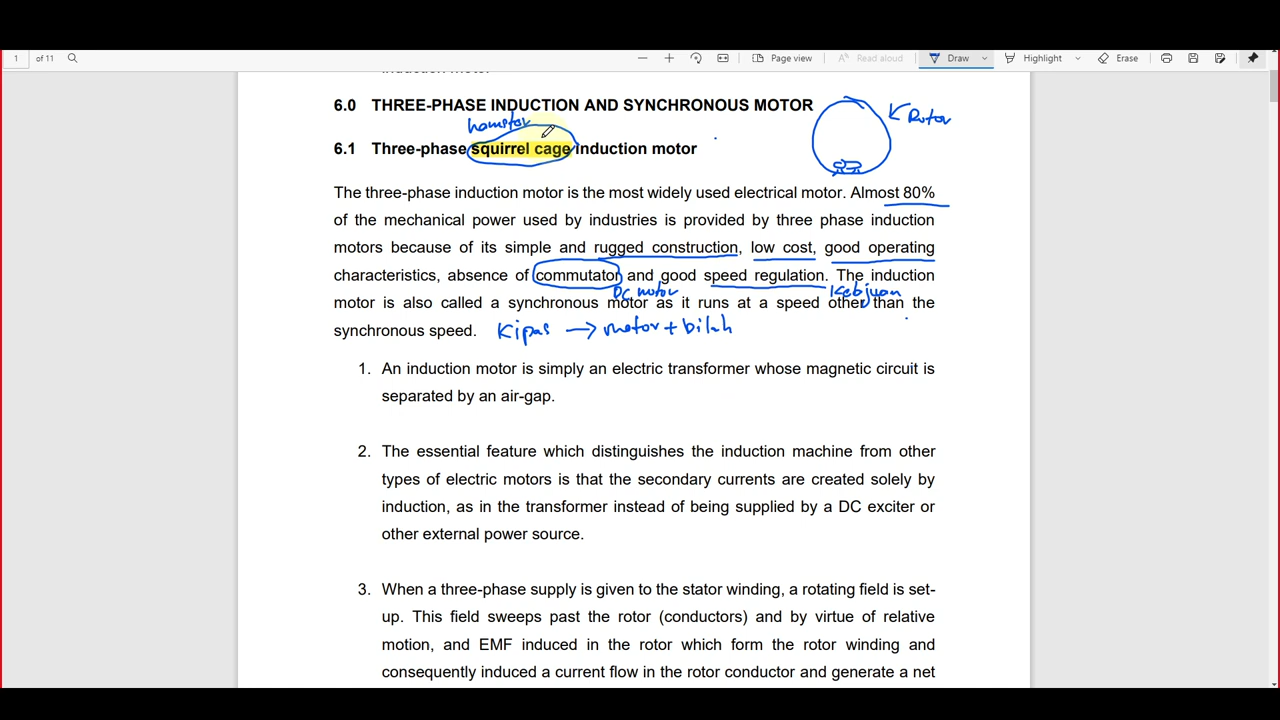 1 of 11 Page view Read aloud Draw Highlight Erase
induction motor
6.0 THREE-PHASE INDUCTION AND SYNCHRONOUS MOTOR
Rotor
hamster
6.1 Three-phase squirrel cage induction motor
The three-phase induction motor is the most widely used electrical motor. Almost 80%
of the mechanical power used by industries is provided by three phase induction
motors because of its simple and rugged construction, low cost, good operating
characteristics, absence of commutator and good speed regulation. The induction
DC motor
motor is also called a synchronous motor as it runs at a speed other than the
synchronous speed. Kipas → motor + bilah
1. An induction motor is simply an electric transformer whose magnetic circuit is
separated by an air-gap.
2. The essential feature which distinguishes the induction machine from other
types of electric motors is that the secondary currents are created solely by
induction, as in the transformer instead of being supplied by a DC exciter or
other external power source.
3. When a three-phase supply is given to the stator winding, a rotating field is set-
up. This field sweeps past the rotor (conductors) and by virtue of relative
motion, and EMF induced in the rotor which form the rotor winding and
consequently induced a current flow in the rotor conductor and generate a net